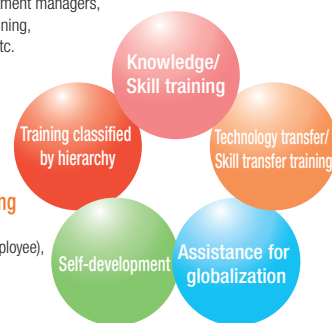 tment managers,
ning,
tc.
Knowledge/
Skill training
Training classified
by hierarchy
Technology transfer/
Skill transfer training
ng
ployee),
Self-development
Assistance for
globalization